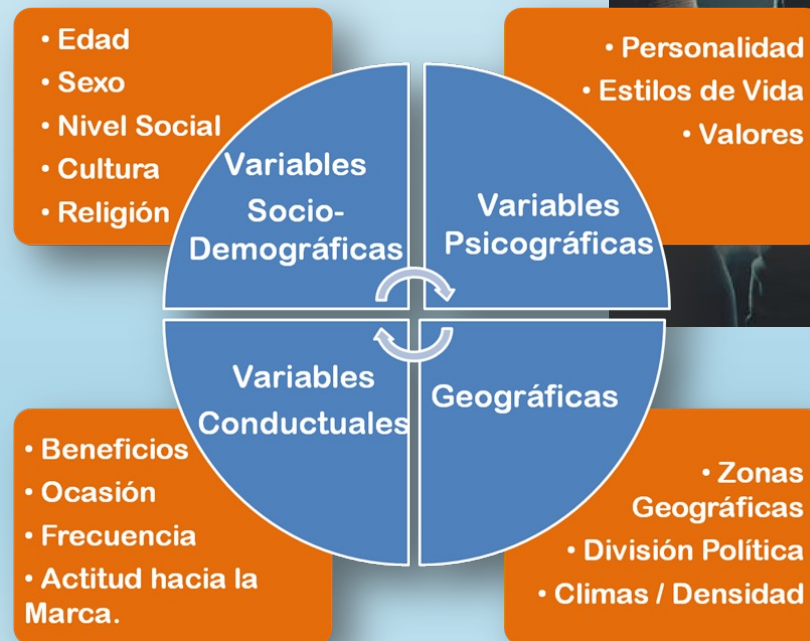 • Edad
• Sexo
• Nivel Social
• Cultura
• Religión
Variables
Socio-
Demográficas
• Personalidad
• Estilos de Vida
• Valores
Variables
Psicográficas
Variables
Conductuales
• Beneficios
• Ocasión
• Frecuencia
• Actitud hacia la
Marca.
Geográficas
• Zonas
Geográficas
• División Política
• Climas / Densidad